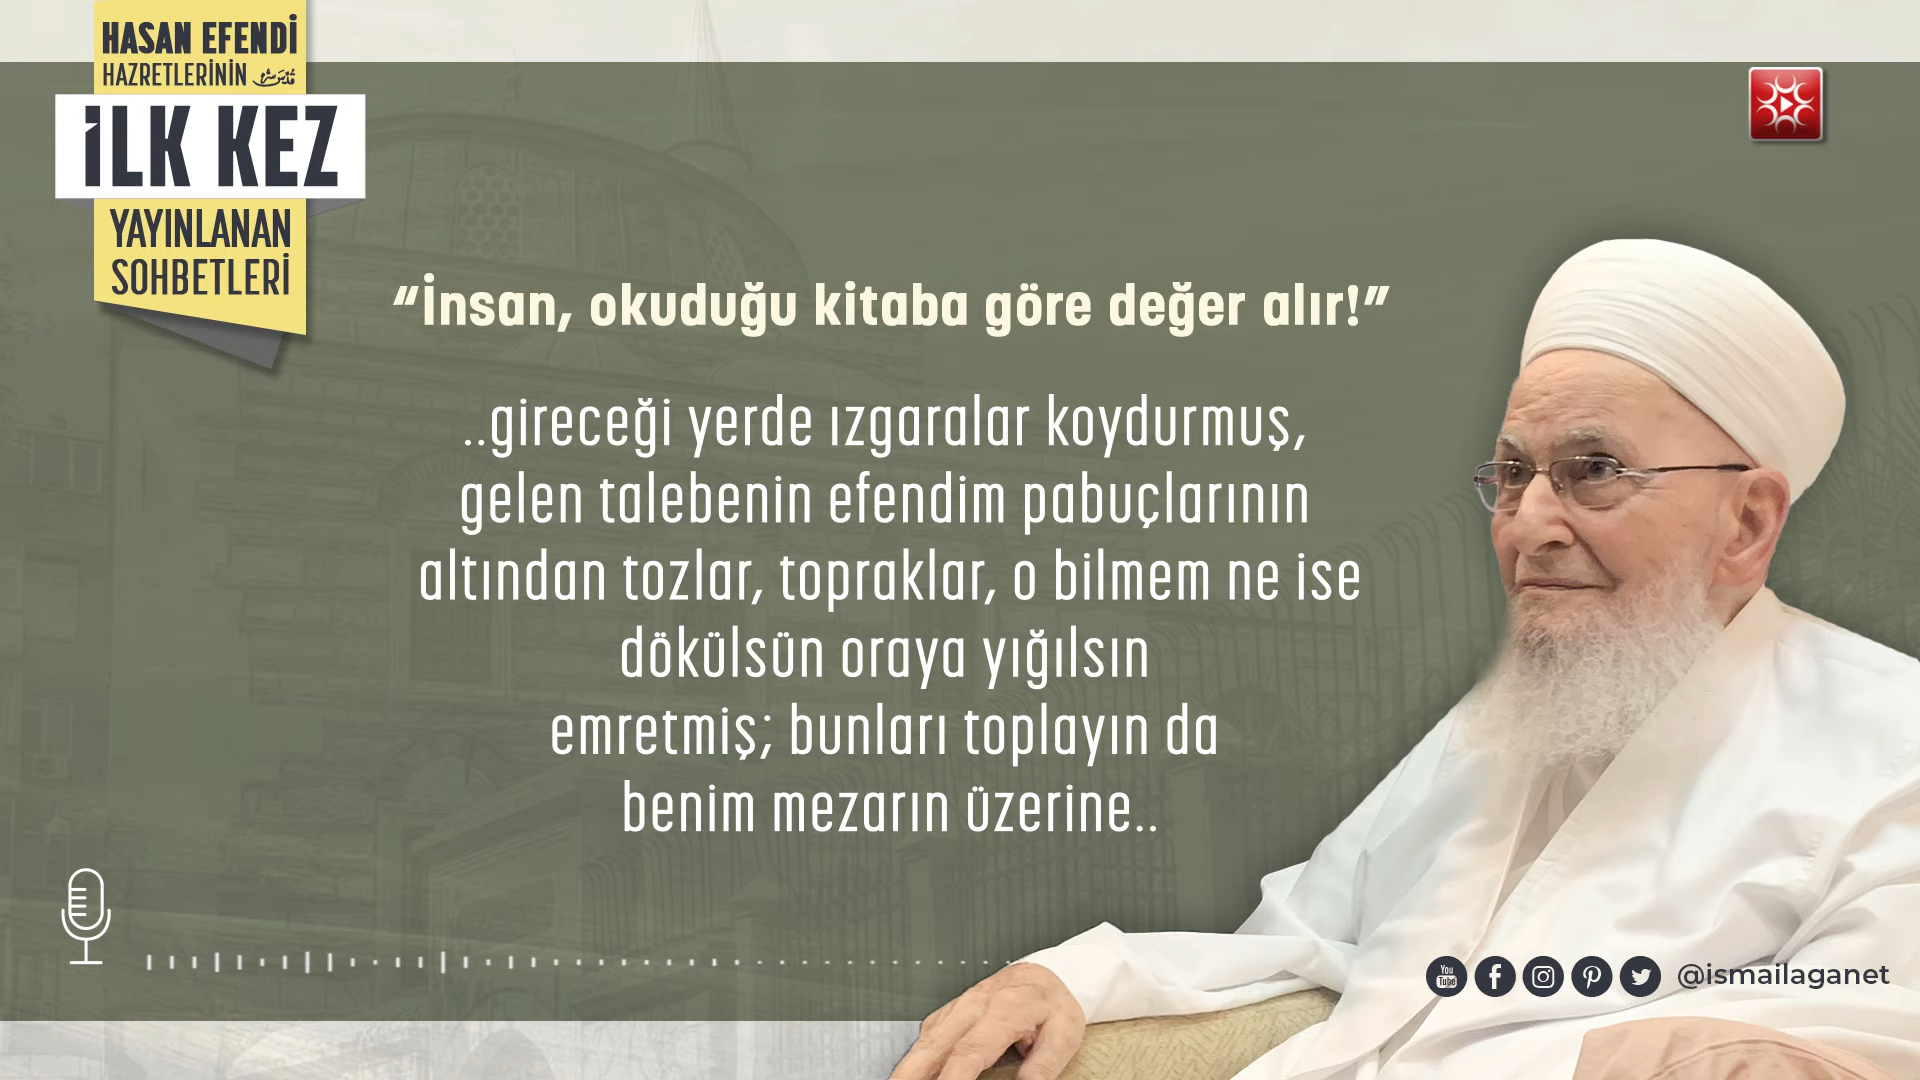 HASAN EFENDİ
HAZRETLERİNİN
İLK KEZ
YAYINLANAN
SOHBETLERİ
“İnsan, okuduğu kitaba göre değer alır!”
..gireceği yerde ızgaralar koydurmuş,
gelen talebenin efendim pabuçlarının
altından tozlar, topraklar, o bilmem ne ise
dökülsün oraya yığılsın
emretmiş; bunları toplayın da
benim mezarın üzerine..
You Tube
@ismailaganet